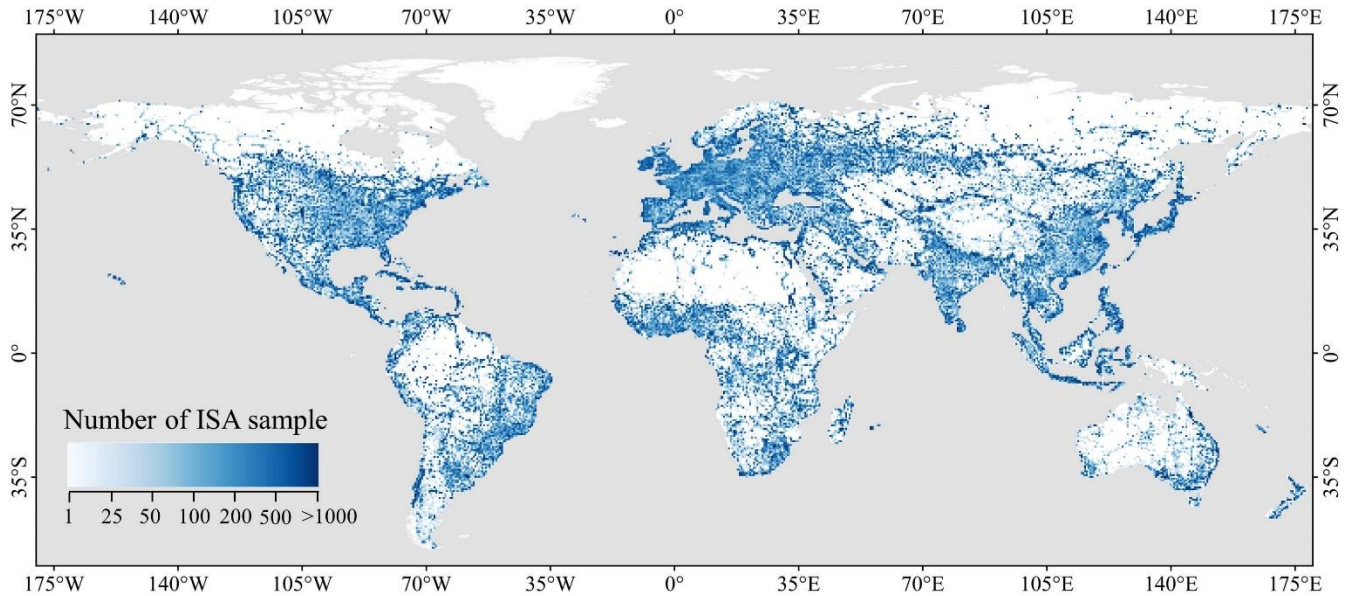 175°W 140°W 105°W 70°W 35°W 0° 35°E 70°E 105°E 140°E 175°E
70°N 70°N
35°N 35°N
0° 0°
35°S 35°S
Number of ISA sample
1 25 50 100 200 500 >1000
175°W 140°W 105°W 70°W 35°W 0° 35°E 70°E 105°E 140°E 175°E